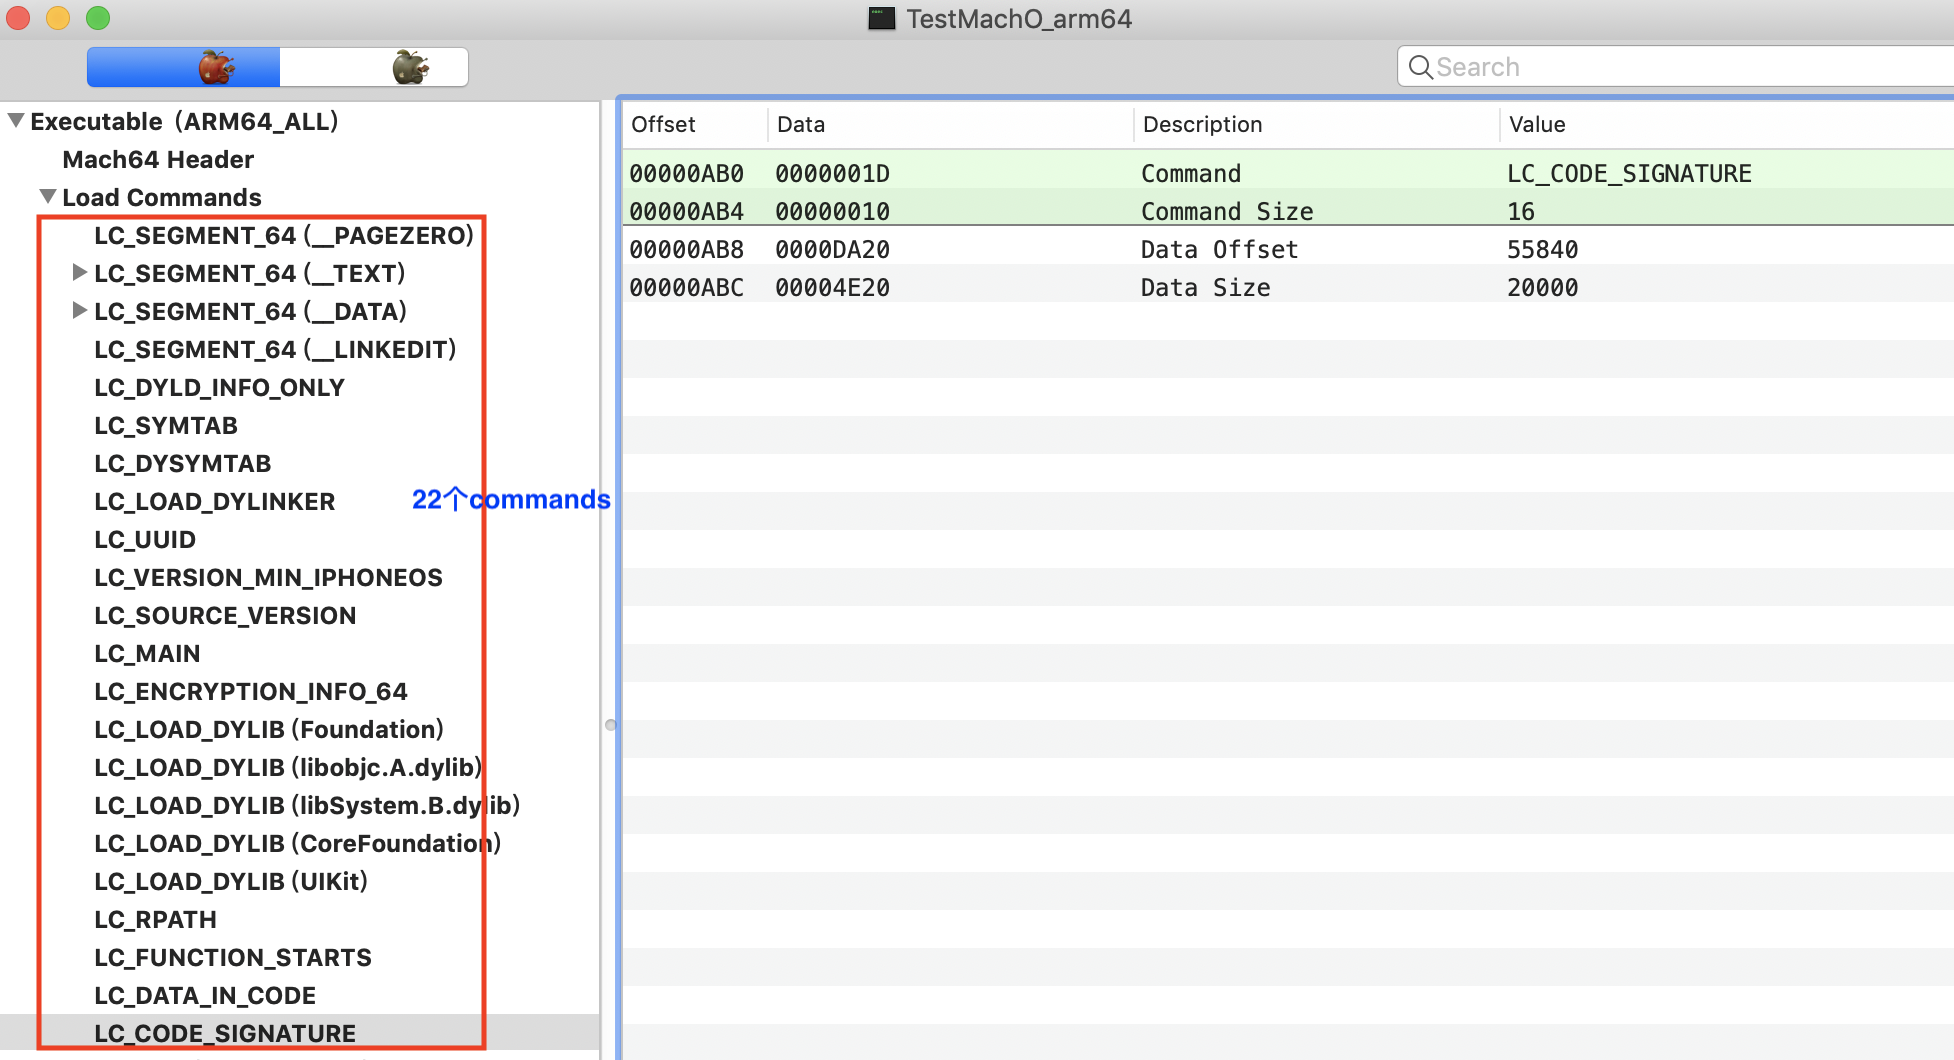 TestMachO_arm64
Search
Executable (ARM64_ALL)
Mach64 Header
Load Commands
LC_SEGMENT_64 (__PAGEZERO)
LC_SEGMENT_64 (__TEXT)
LC_SEGMENT_64 (__DATA)
LC_SEGMENT_64 (__LINKEDIT)
LC_DYLD_INFO_ONLY
LC_SYMTAB
LC_DYSYMTAB
LC_LOAD_DYLINKER
22个commands
LC_UUID
LC_VERSION_MIN_IPHONEOS
LC_SOURCE_VERSION
LC_MAIN
LC_ENCRYPTION_INFO_64
LC_LOAD_DYLIB (Foundation)
LC_LOAD_DYLIB (libobjc.A.dylib)
LC_LOAD_DYLIB (libSystem.B.dylib)
LC_LOAD_DYLIB (CoreFoundation)
LC_LOAD_DYLIB (UIKit)
LC_RPATH
LC_FUNCTION_STARTS
LC_DATA_IN_CODE
LC_CODE_SIGNATURE
Offset Data Description Value
00000AB0 0000001D Command LC_CODE_SIGNATURE
00000AB4 00000010 Command Size 16
00000AB8 0000DA20 Data Offset 55840
00000ABC 00004E20 Data Size 20000